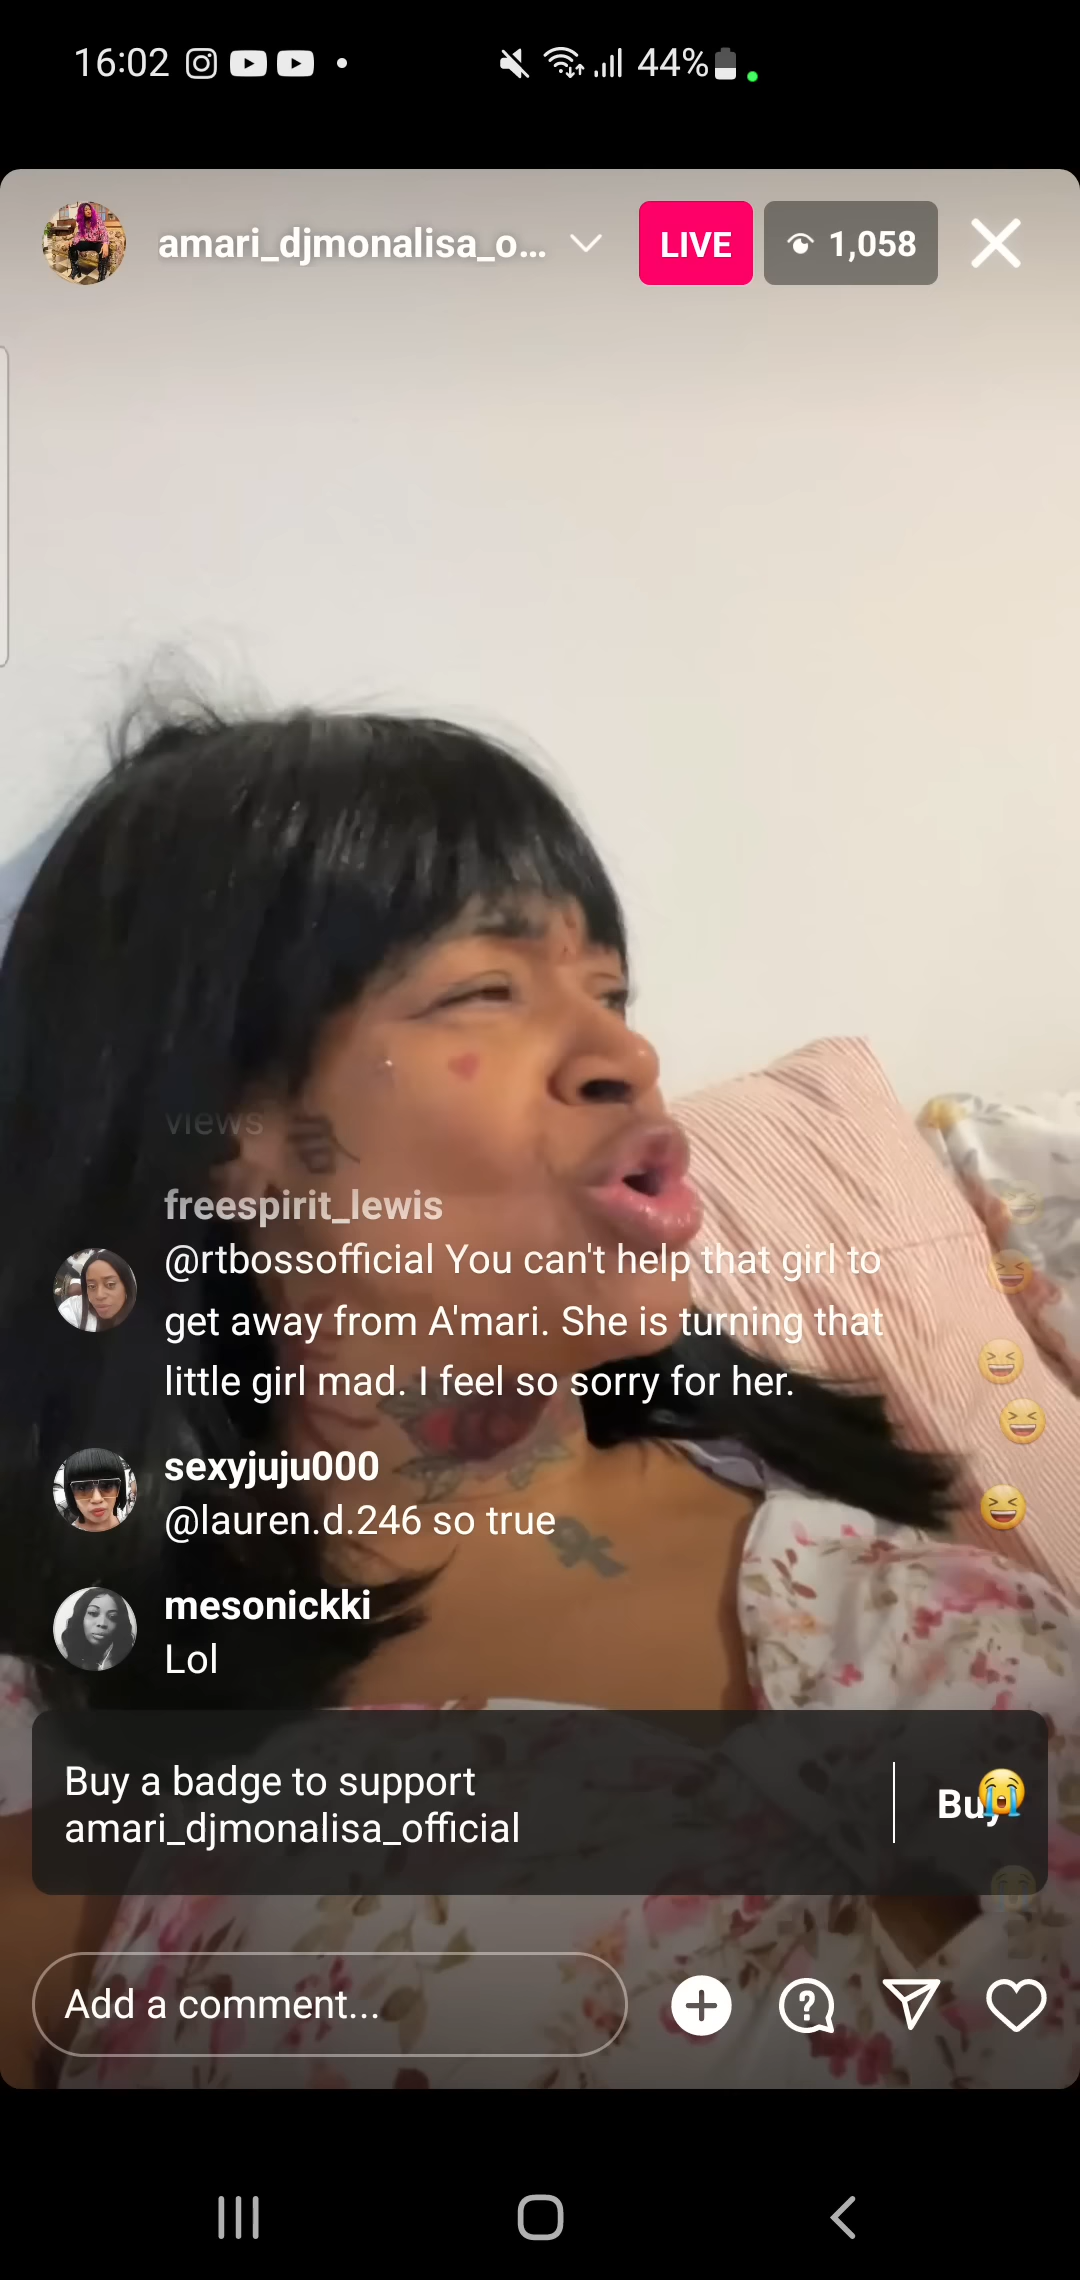 16:02
44%
amari_djmonalisa_o...
LIVE
1,058
views
freespirit_lewis
@rtbossofficial You can't help that girl to
get away from A'mari. She is turning that
little girl mad. I feel so sorry for her.
sexyjuju000
@lauren.d.246 so true
mesonickki
Lol
Buy a badge to support
amari_djmonalisa_official
Buy
Add a comment...